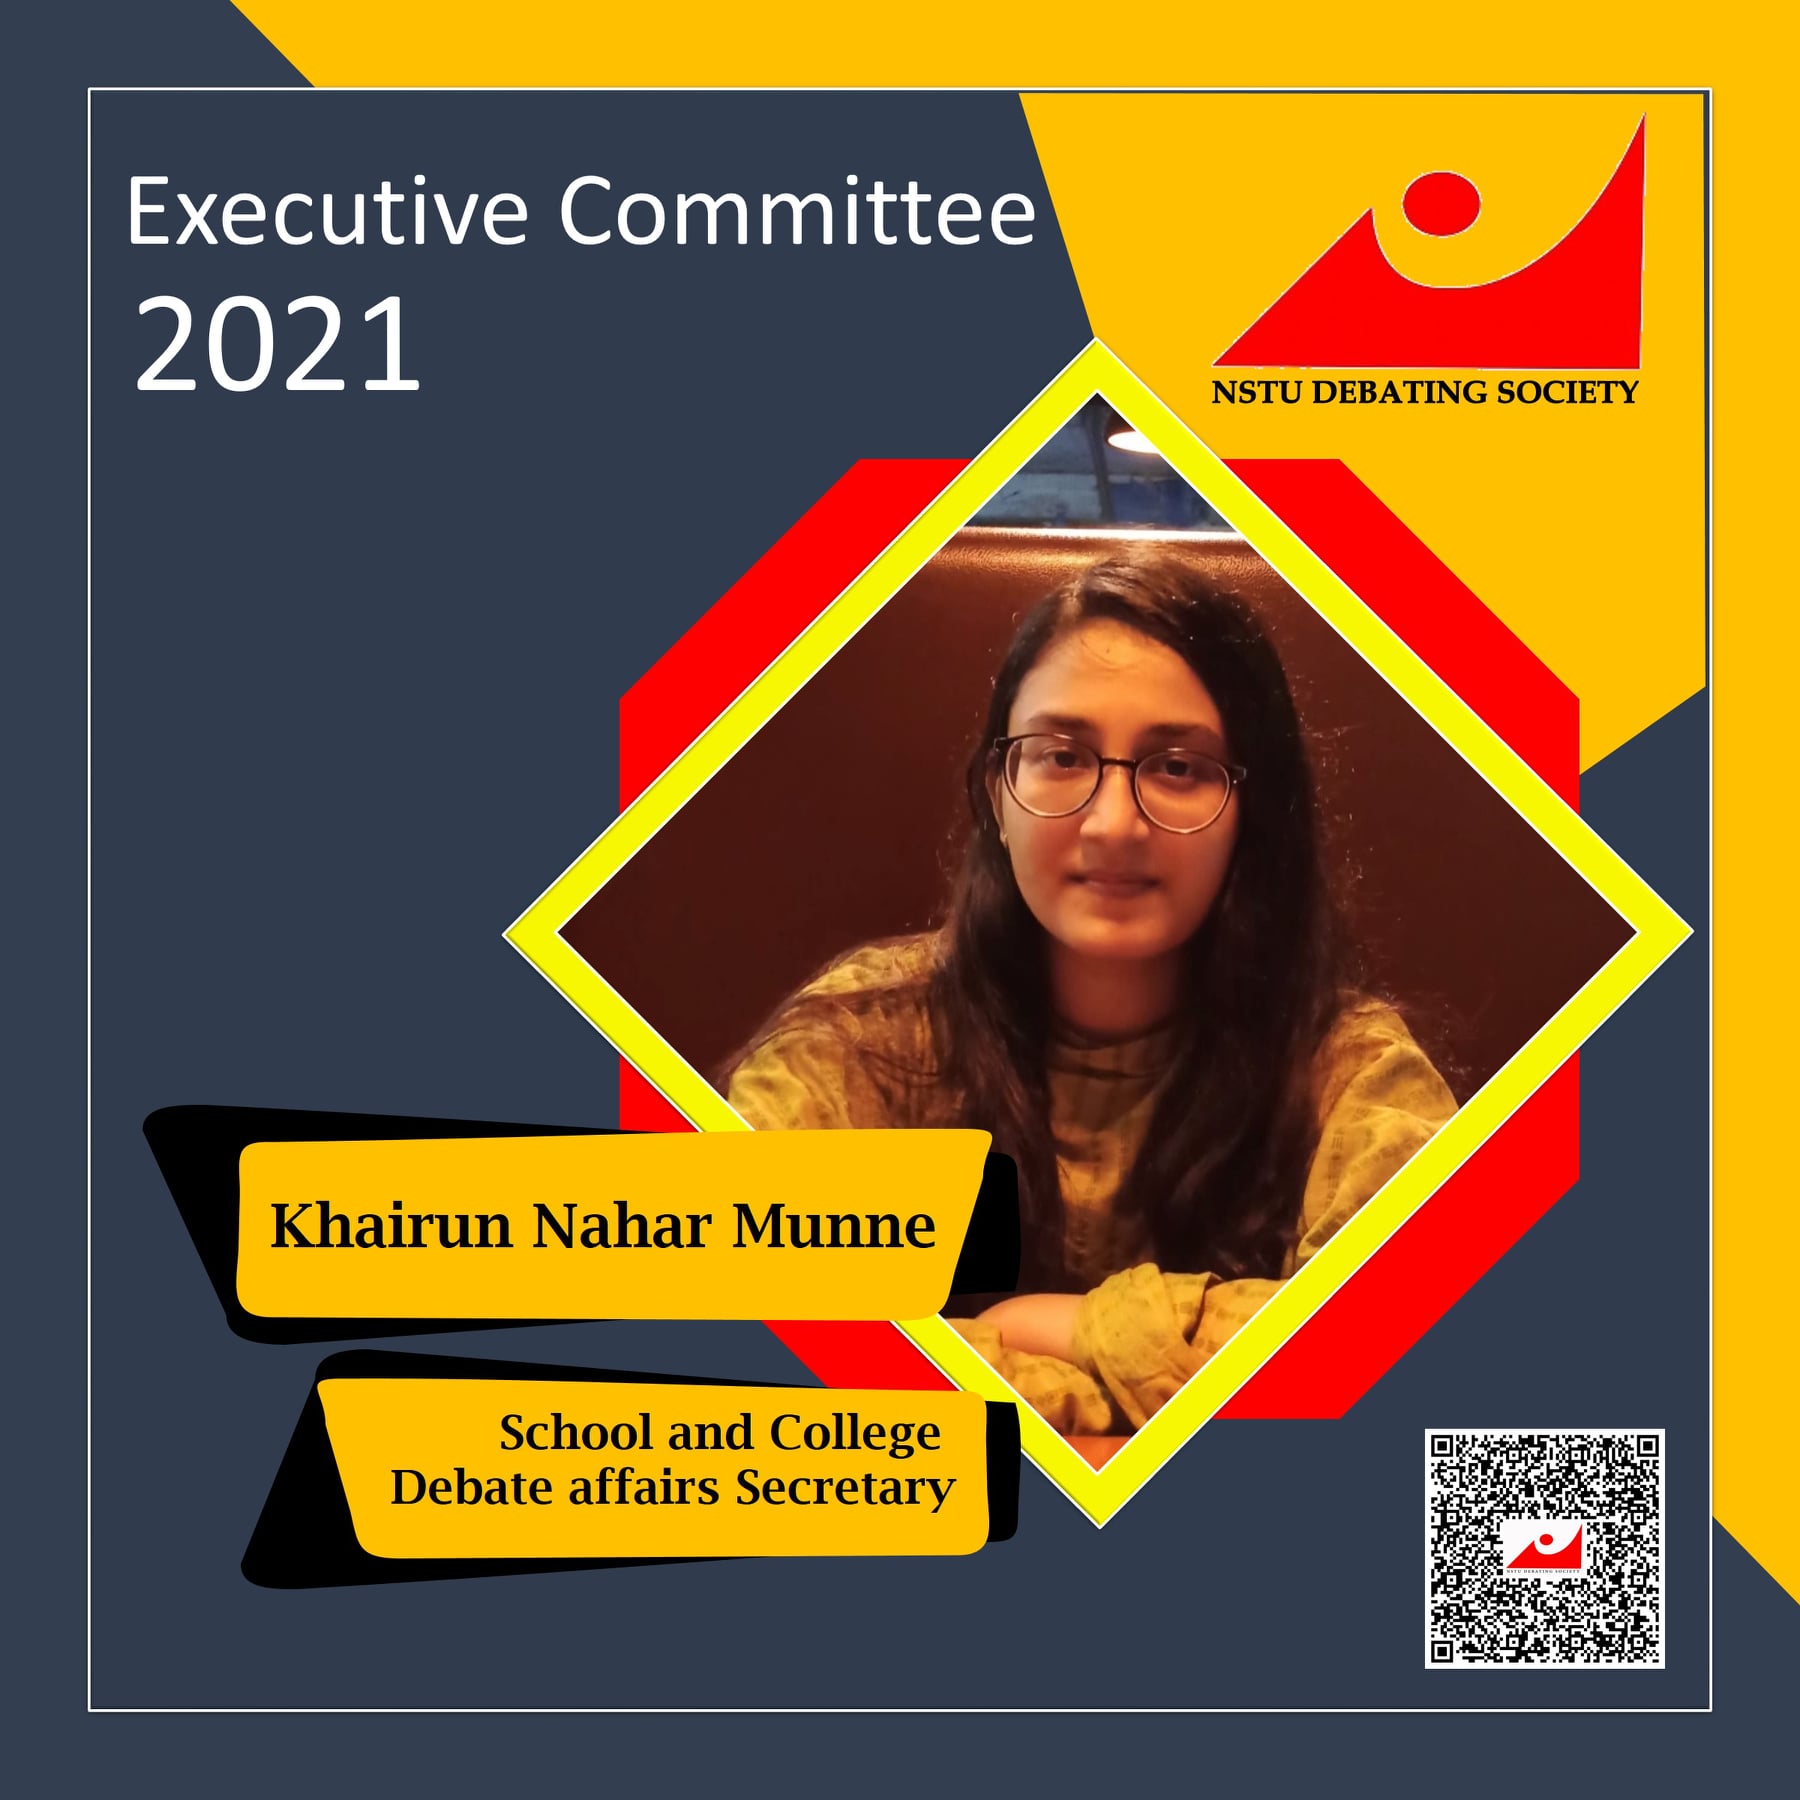 Executive Committee
2021
NSTU DEBATING SOCIETY
Khairun Nahar Munne
School and College
Debate affairs Secretary
NSTU DEBATING SOCIETY